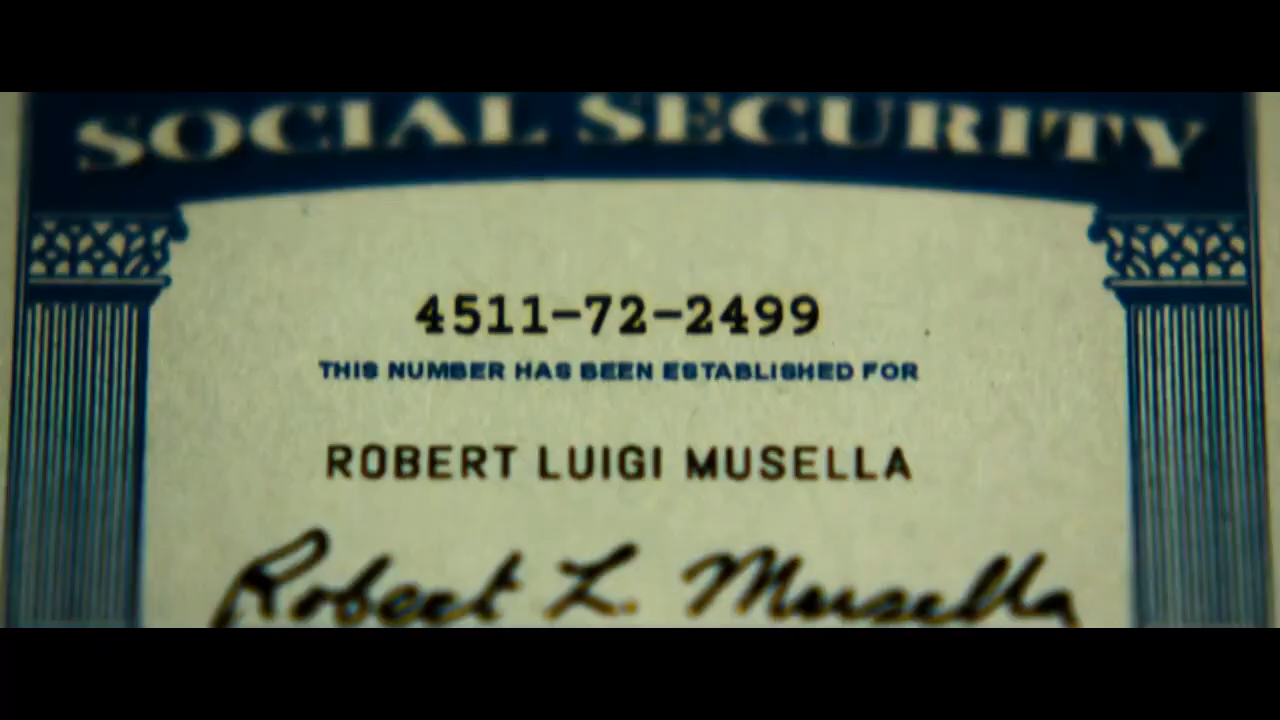 SOCIAL SECURITY
4511-72-2499
THIS NUMBER HAS BEEN ESTABLISHED FOR
ROBERT LUIGI MUSELLA
Robert L. Musella